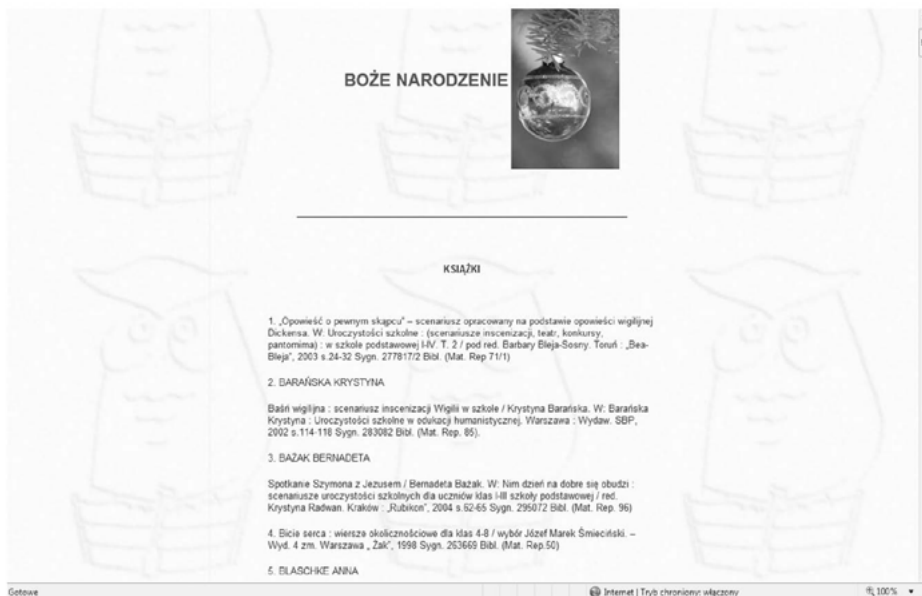 BOŻE NARODZENIE
KSIĄŻKI
1. „Opowieść o pewnym skąpcu” – scenariusz opracowany na podstawie opowieści wigilijnej
Dickensa. W: Uroczystości szkolne : (scenariusze inscenizacji, teatr, konkursy,
pantomima) : w szkole podstawowej I-IV. T. 2 / pod red. Barbary Bleja-Sosny. Toruń : „Bea-
Bleja”, 2003 s.24-32 Sygn. 277817/2 Bibl. (Mat. Rep 71/1)
2. BARAŃSKA KRYSTYNA
Baśń wigilijna : scenariusz inscenizacji Wigilii w szkole / Krystyna Barańska. W: Barańska
Krystyna : Uroczystości szkolne w edukacji humanistycznej. Warszawa : Wydaw. SBP,
2002 s.114-118 Sygn. 283082 Bibl. (Mat. Rep. 85).
3. BAŻAK BERNADETA
Spotkanie Szymona z Jezusem / Bernadeta Bażak. W: Nim dzień na dobre się obudzi :
scenariusze uroczystości szkolnych dla uczniów klas I-III szkoły podstawowej / red.
Krystyna Radwan. Kraków : „Rubikon”, 2004 s.62-65 Sygn. 295072 Bibl. (Mat. Rep. 96)
4. Bicie serca : wiersze okolicznościowe dla klas 4-8 / wybór Józef Marek Śmieciński. –
Wyd. 4 zm. Warszawa „ Żak”, 1998 Sygn. 263669 Bibl. (Mat. Rep.50)
5. BLASCHKE ANNA
Gotowe
Internet | Tryb chroniony: włączony
100%